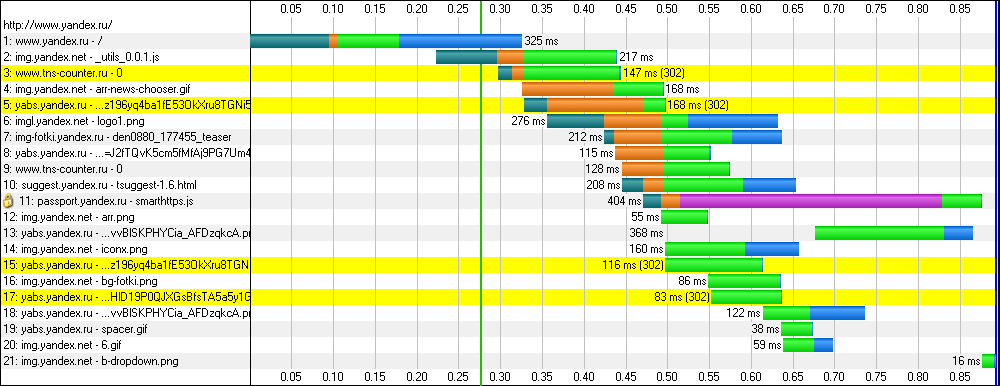 0.05 0.10 0.15 0.20 0.25 0.30 0.35 0.40 0.45 0.50 0.55 0.60 0.65 0.70 0.75 0.80 0.85
http://www.yandex.ru/
1: www.yandex.ru - / 325 ms
2: img.yandex.net - _utils_0.0.1.js 217 ms
3: www.tns-counter.ru - 0 147 ms (302)
4: img.yandex.net - arr-news-chooser.gif 168 ms
5: yabs.yandex.ru - ...z196yq4ba1fE53OkXru8TGNi5 168 ms (302)
6: imgl.yandex.net - logo1.png 276 ms
7: img-fotki.yandex.ru - den0880_177455_teaser 212 ms
8: yabs.yandex.ru - ...=J2fTQvK5cm5fMfAj9PG7Um4 115 ms
9: www.tns-counter.ru - 0 128 ms
10: suggest.yandex.ru - tsuggest-1.6.html 208 ms
11: passport.yandex.ru - smarthttps.js 404 ms
12: img.yandex.net - arr.png 55 ms
13: yabs.yandex.ru - ...vvBISKPHYCia_AFDzqkcA.pr 368 ms
14: img.yandex.net - iconx.png 160 ms
15: yabs.yandex.ru - ...z196yq4ba1fE53OkXru8TGN 116 ms (302)
16: img.yandex.net - bg-fotki.png 86 ms
17: yabs.yandex.ru - ...HID19P0QJXGsBfsTA5a5y1G 83 ms (302)
18: yabs.yandex.ru - ...vvBISKPHYCia_AFDzqkcA.pr 122 ms
19: yabs.yandex.ru - spacer.gif 38 ms
20: img.yandex.net - 6.gif 59 ms
21: img.yandex.net - b-dropdown.png 16 ms
0.05 0.10 0.15 0.20 0.25 0.30 0.35 0.40 0.45 0.50 0.55 0.60 0.65 0.70 0.75 0.80 0.85